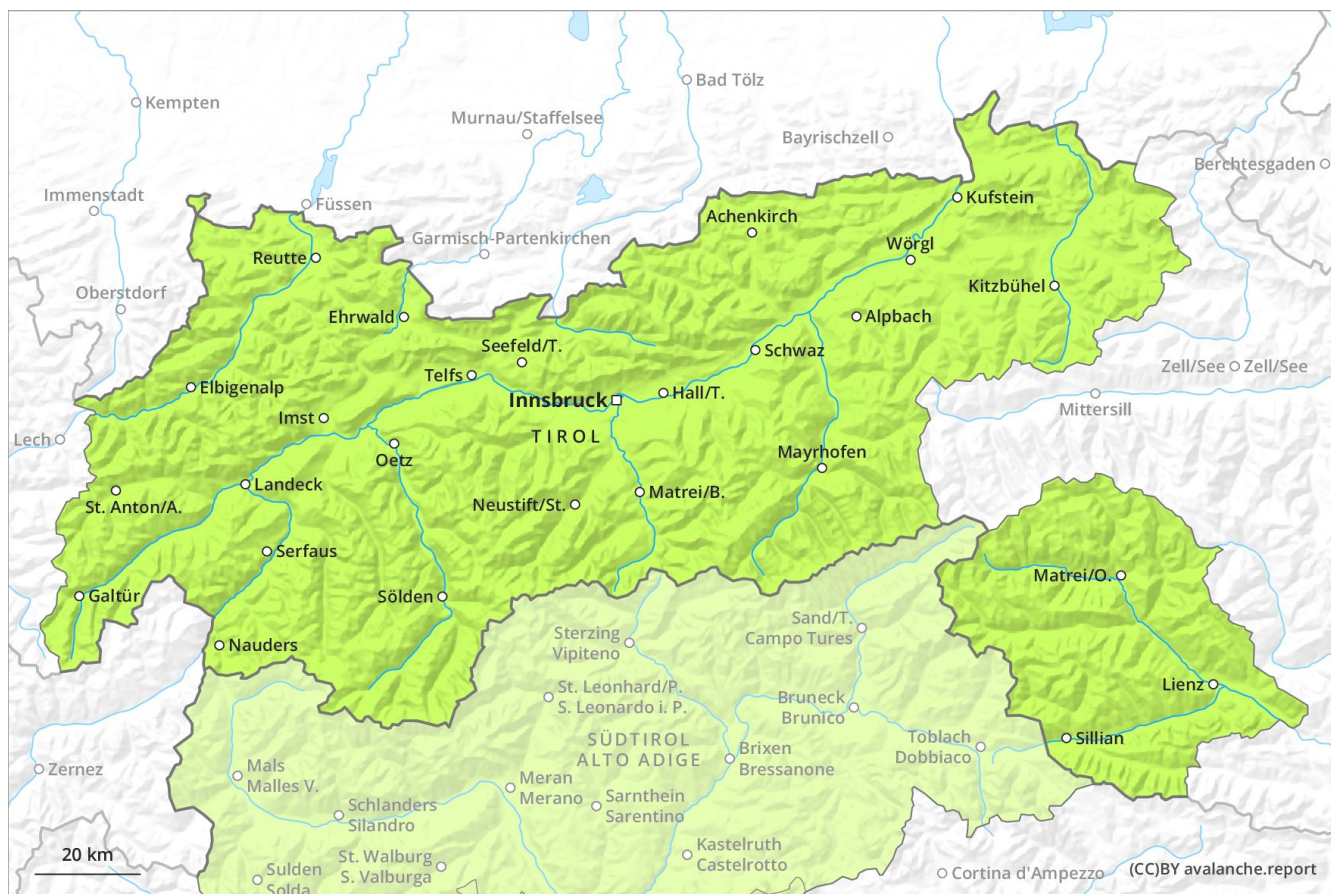 Kempten
Bad Tölz
Murnau/Staffelsee
Bayrischzell
Berchtesgaden
Immenstadt
Füssen
Kufstein
Achenkirch
Garmisch-Partenkirchen
Wörgl
Reutte
Kitzbühel
Oberstdorf
Ehrwald
Alpbach
Seefeld/T.
Schwaz
Telfs
Zell/See
Zell/See
Elbigenalp
Hall/T.
Innsbruck
Mittersill
Imst
Lech
TIROL
Oetz
Mayrhofen
Landeck
St. Anton/A.
Neustift/St.
Matrei/B.
Serfaus
Matrei/O.
Galtür
Sölden
Sand/T.
Campo Tures
Sterzing
Vipiteno
Nauders
Lienz
St. Leonhard/P.
S. Leonardo i. P.
Bruneck
Brunico
SÜDTIROL
ALTO ADIGE
Toblach
Dobbiaco
Sillian
Brixen
Bressanone
Zernez
Mals
Malles V.
Meran
Merano
Sarnthein
Sarentino
Schlanders
Silandro
20 km
St. Walburg
S. Valburga
Kastelruth
Castelrotto
Sulden
Solda
Cortina d'Ampezzo
(CC)BY avalanche.report